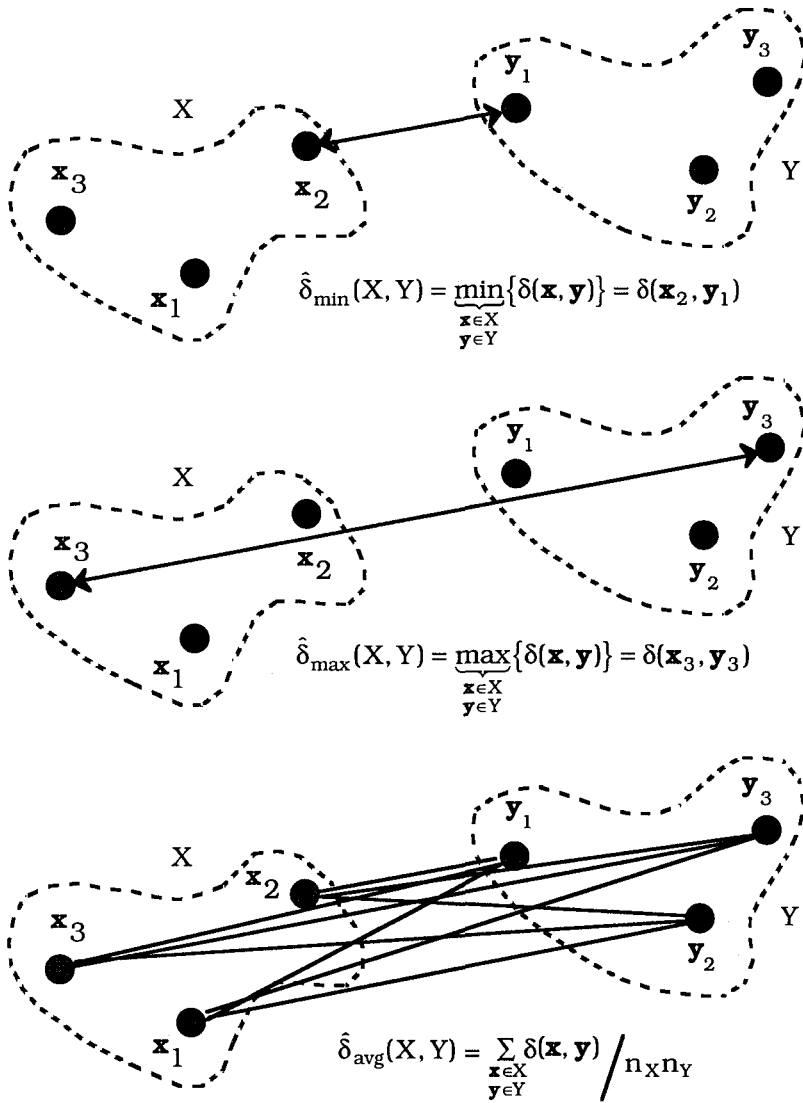 y₃
y₁
X
x₃
x₂
Y
y₂
x₁
δ̂ₘᵢₙ(X, Y) = min{δ(x, y)} = δ(x₂, y₁)
x∈X
y∈Y
y₃
y₁
X
x₃
x₂
Y
y₂
x₁
δ̂ₘₐₓ(X, Y) = max{δ(x, y)} = δ(x₃, y₃)
x∈X
y∈Y
y₃
y₁
X
x₂
x₃
Y
y₂
x₁
δ̂avg(X, Y) = Σ δ(x, y) / nXnY
x∈X
y∈Y